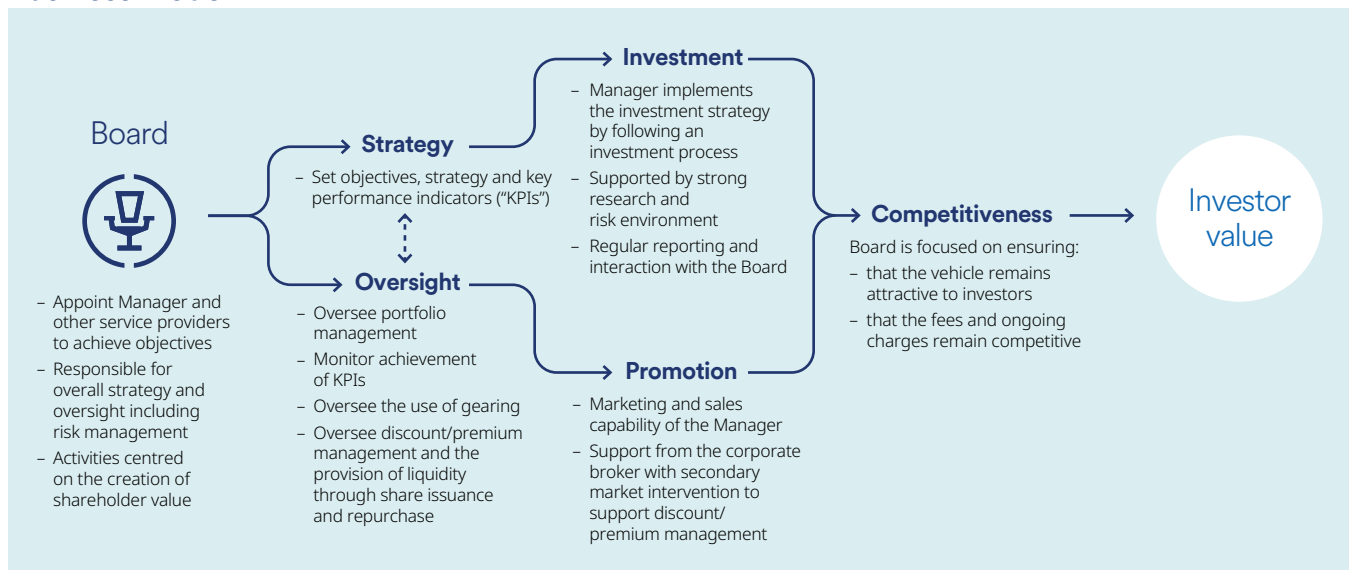 Board
– Appoint Manager and
other service providers
to achieve objectives
– Responsible for
overall strategy and
oversight including
risk management
– Activities centred
on the creation of
shareholder value
Strategy
– Set objectives, strategy and key
performance indicators (“KPIs”)
Oversight
– Oversee portfolio
management
– Monitor achievement
of KPIs
– Oversee the use of gearing
– Oversee discount/premium
management and the
provision of liquidity
through share issuance
and repurchase
Investment
– Manager implements
the investment strategy
by following an
investment process
– Supported by strong
research and
risk environment
– Regular reporting and
interaction with the Board
Promotion
– Marketing and sales
capability of the Manager
– Support from the corporate
broker with secondary
market intervention to
support discount/
premium management
Competitiveness
Board is focused on ensuring:
– that the vehicle remains
attractive to investors
– that the fees and ongoing
charges remain competitive
Investor
value